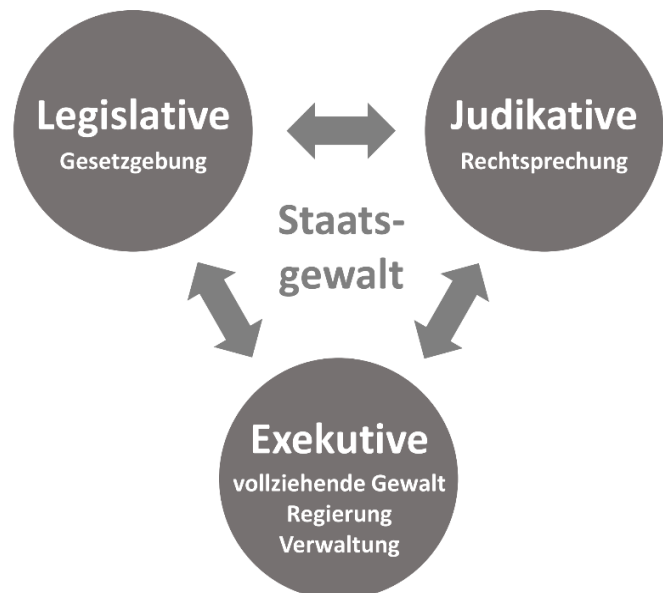 Legislative
Gesetzgebung
Judikative
Rechtsprechung
Staats-
gewalt
Exekutive
vollziehende Gewalt
Regierung
Verwaltung